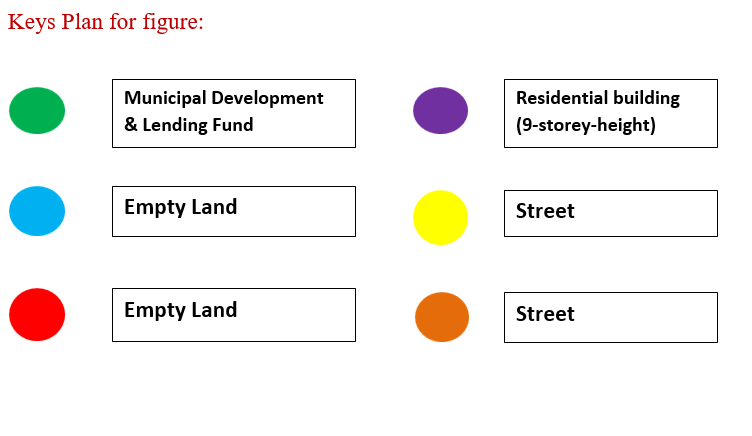 Keys Plan for figure:
Municipal Development
& Lending Fund
Residential building
(9-storey-height)
Empty Land
Street
Empty Land
Street